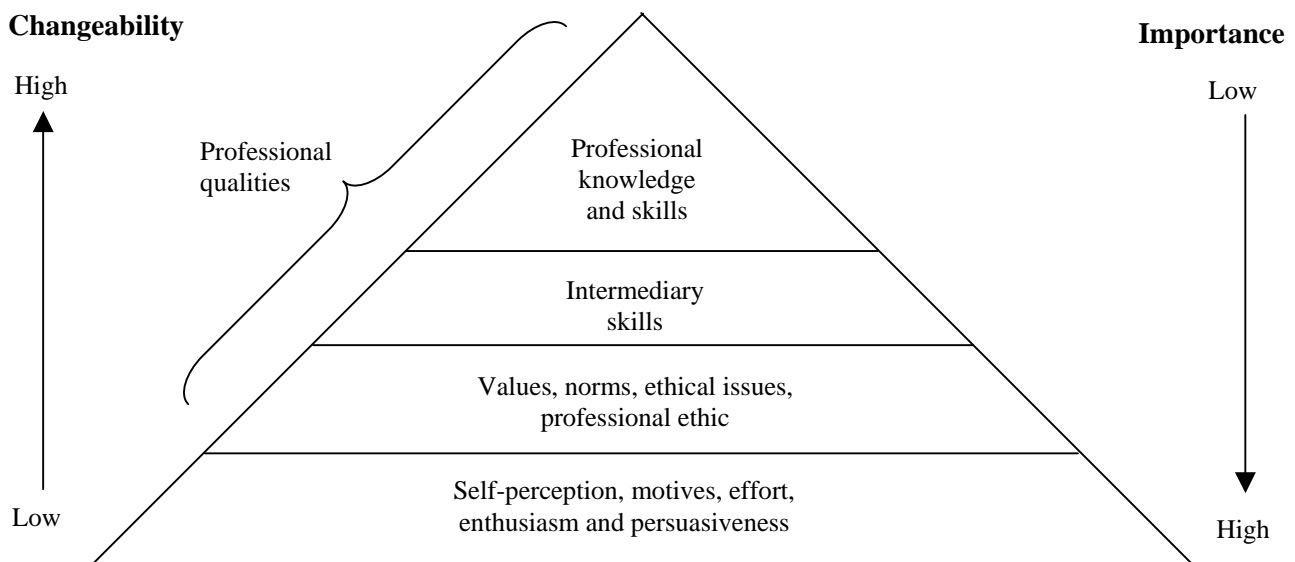 Changeability
Importance
High
Low
Professional
qualities
Professional
knowledge
and skills
Intermediary
skills
Values, norms, ethical issues,
professional ethic
Self-perception, motives, effort,
enthusiasm and persuasiveness
Low
High